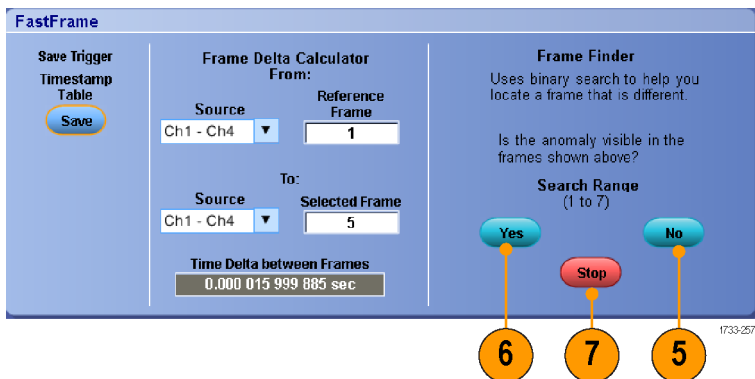 FastFrame
Save Trigger
Timestamp
Table
Save
Frame Delta Calculator
From:
Source
Reference
Frame
Ch1 - Ch4
1
To:
Source
Selected Frame
Ch1 - Ch4
5
Time Delta between Frames
0.000 015 999 885 sec
Frame Finder
Uses binary search to help you
locate a frame that is different.
Is the anomaly visible in the
frames shown above?
Search Range
(1 to 7)
Yes
No
Stop
1733-257
6
7
5